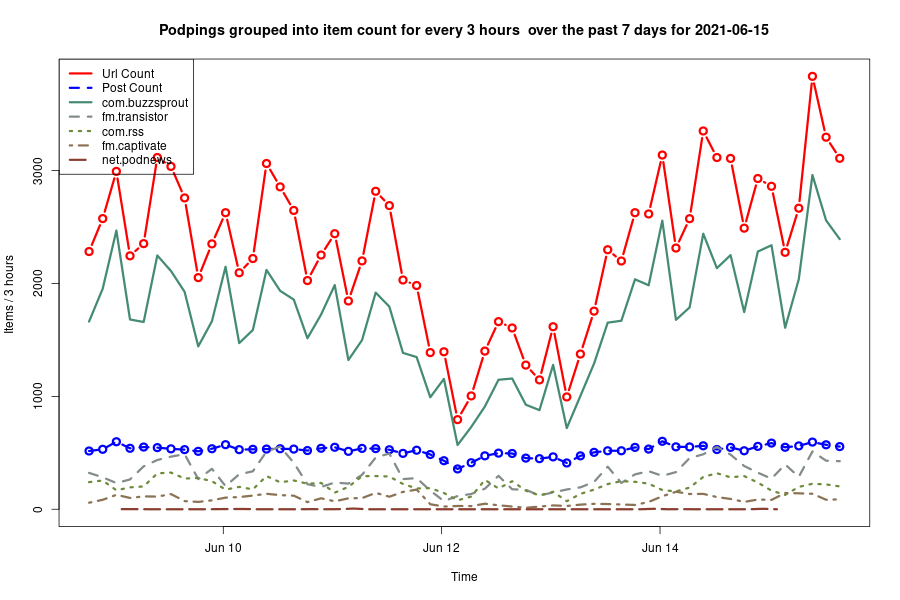 Podpings grouped into item count for every 3 hours  over the past 7 days for 2021-06-15
Url Count
Post Count
com.buzzsprout
fm.transistor
com.rss
fm.captivate
net.podnews
Items / 3 hours
3000
2000
1000
0
Jun 10
Jun 12
Jun 14
Time